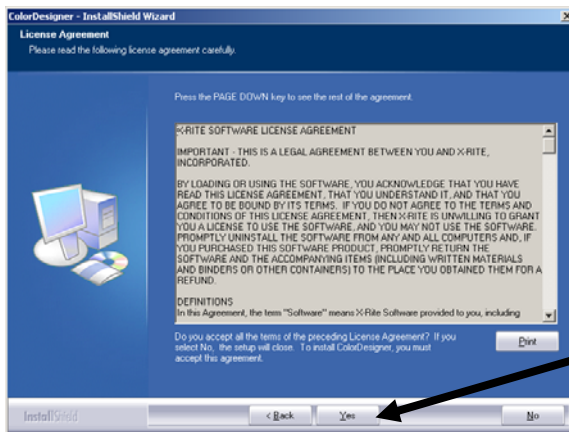 ColorDesigner - InstallShield Wizard
License Agreement
Please read the following license agreement carefully.
Press the PAGE DOWN key to see the rest of the agreement.
X-RITE SOFTWARE LICENSE AGREEMENT
IMPORTANT - THIS IS A LEGAL AGREEMENT BETWEEN YOU AND X-RITE,
INCORPORATED.
BY LOADING OR USING THE SOFTWARE, YOU ACKNOWLEDGE THAT YOU HAVE
READ THIS LICENSE AGREEMENT, THAT YOU UNDERSTAND IT, AND THAT YOU
AGREE TO BE BOUND BY ITS TERMS. IF YOU DO NOT AGREE TO THE TERMS AND
CONDITIONS OF THIS LICENSE AGREEMENT, THEN X-RITE IS UNWILLING TO GRANT
YOU A LICENSE TO USE THE SOFTWARE, AND YOU MAY NOT USE THE SOFTWARE.
PROMPTLY UNINSTALL THE SOFTWARE FROM ANY AND ALL COMPUTERS AND, IF
YOU PURCHASED THIS SOFTWARE PRODUCT, PROMPTLY RETURN THE
SOFTWARE AND THE ACCOMPANYING ITEMS (INCLUDING WRITTEN MATERIALS
AND BINDERS OR OTHER CONTAINERS) TO THE PLACE YOU OBTAINED THEM FOR A
REFUND.
DEFINITIONS
In this Agreement, the term "Software" means X-Rite Software provided to you, including
Do you accept all the terms of the preceding License Agreement? If you
select No, the setup will close. To install ColorDesigner, you must
accept this agreement.
Print
InstallShield
< Back
Yes
No